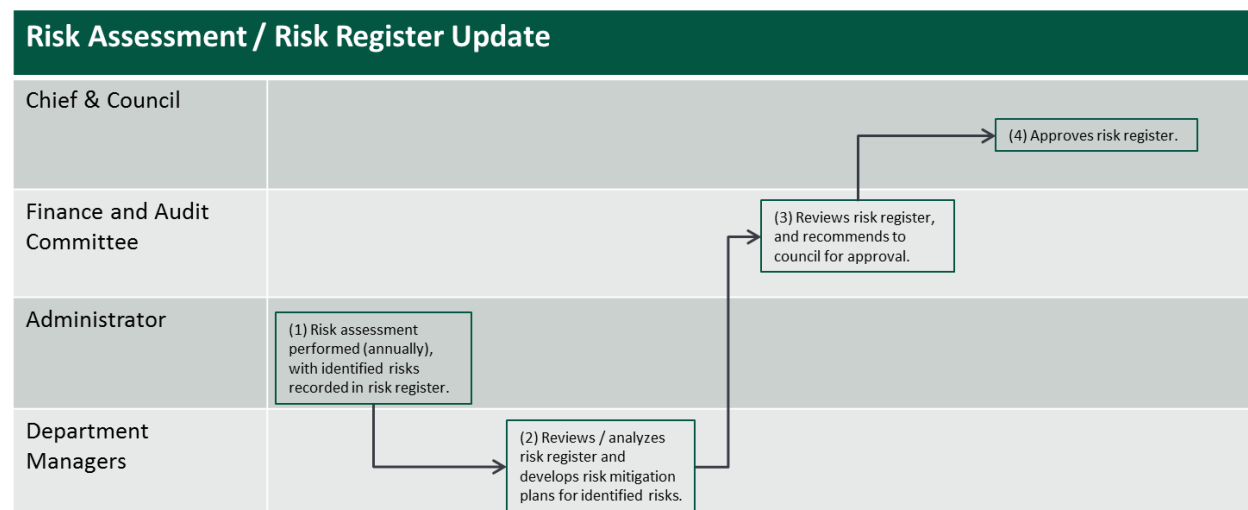 Risk Assessment / Risk Register Update
Chief & Council
(4) Approves risk register.
Finance and Audit
Committee
(3) Reviews risk register,
and recommends to
council for approval.
Administrator
(1) Risk assessment
performed (annually),
with identified risks
recorded in risk register.
Department
Managers
(2) Reviews / analyzes
risk register and
develops risk mitigation
plans for identified risks.